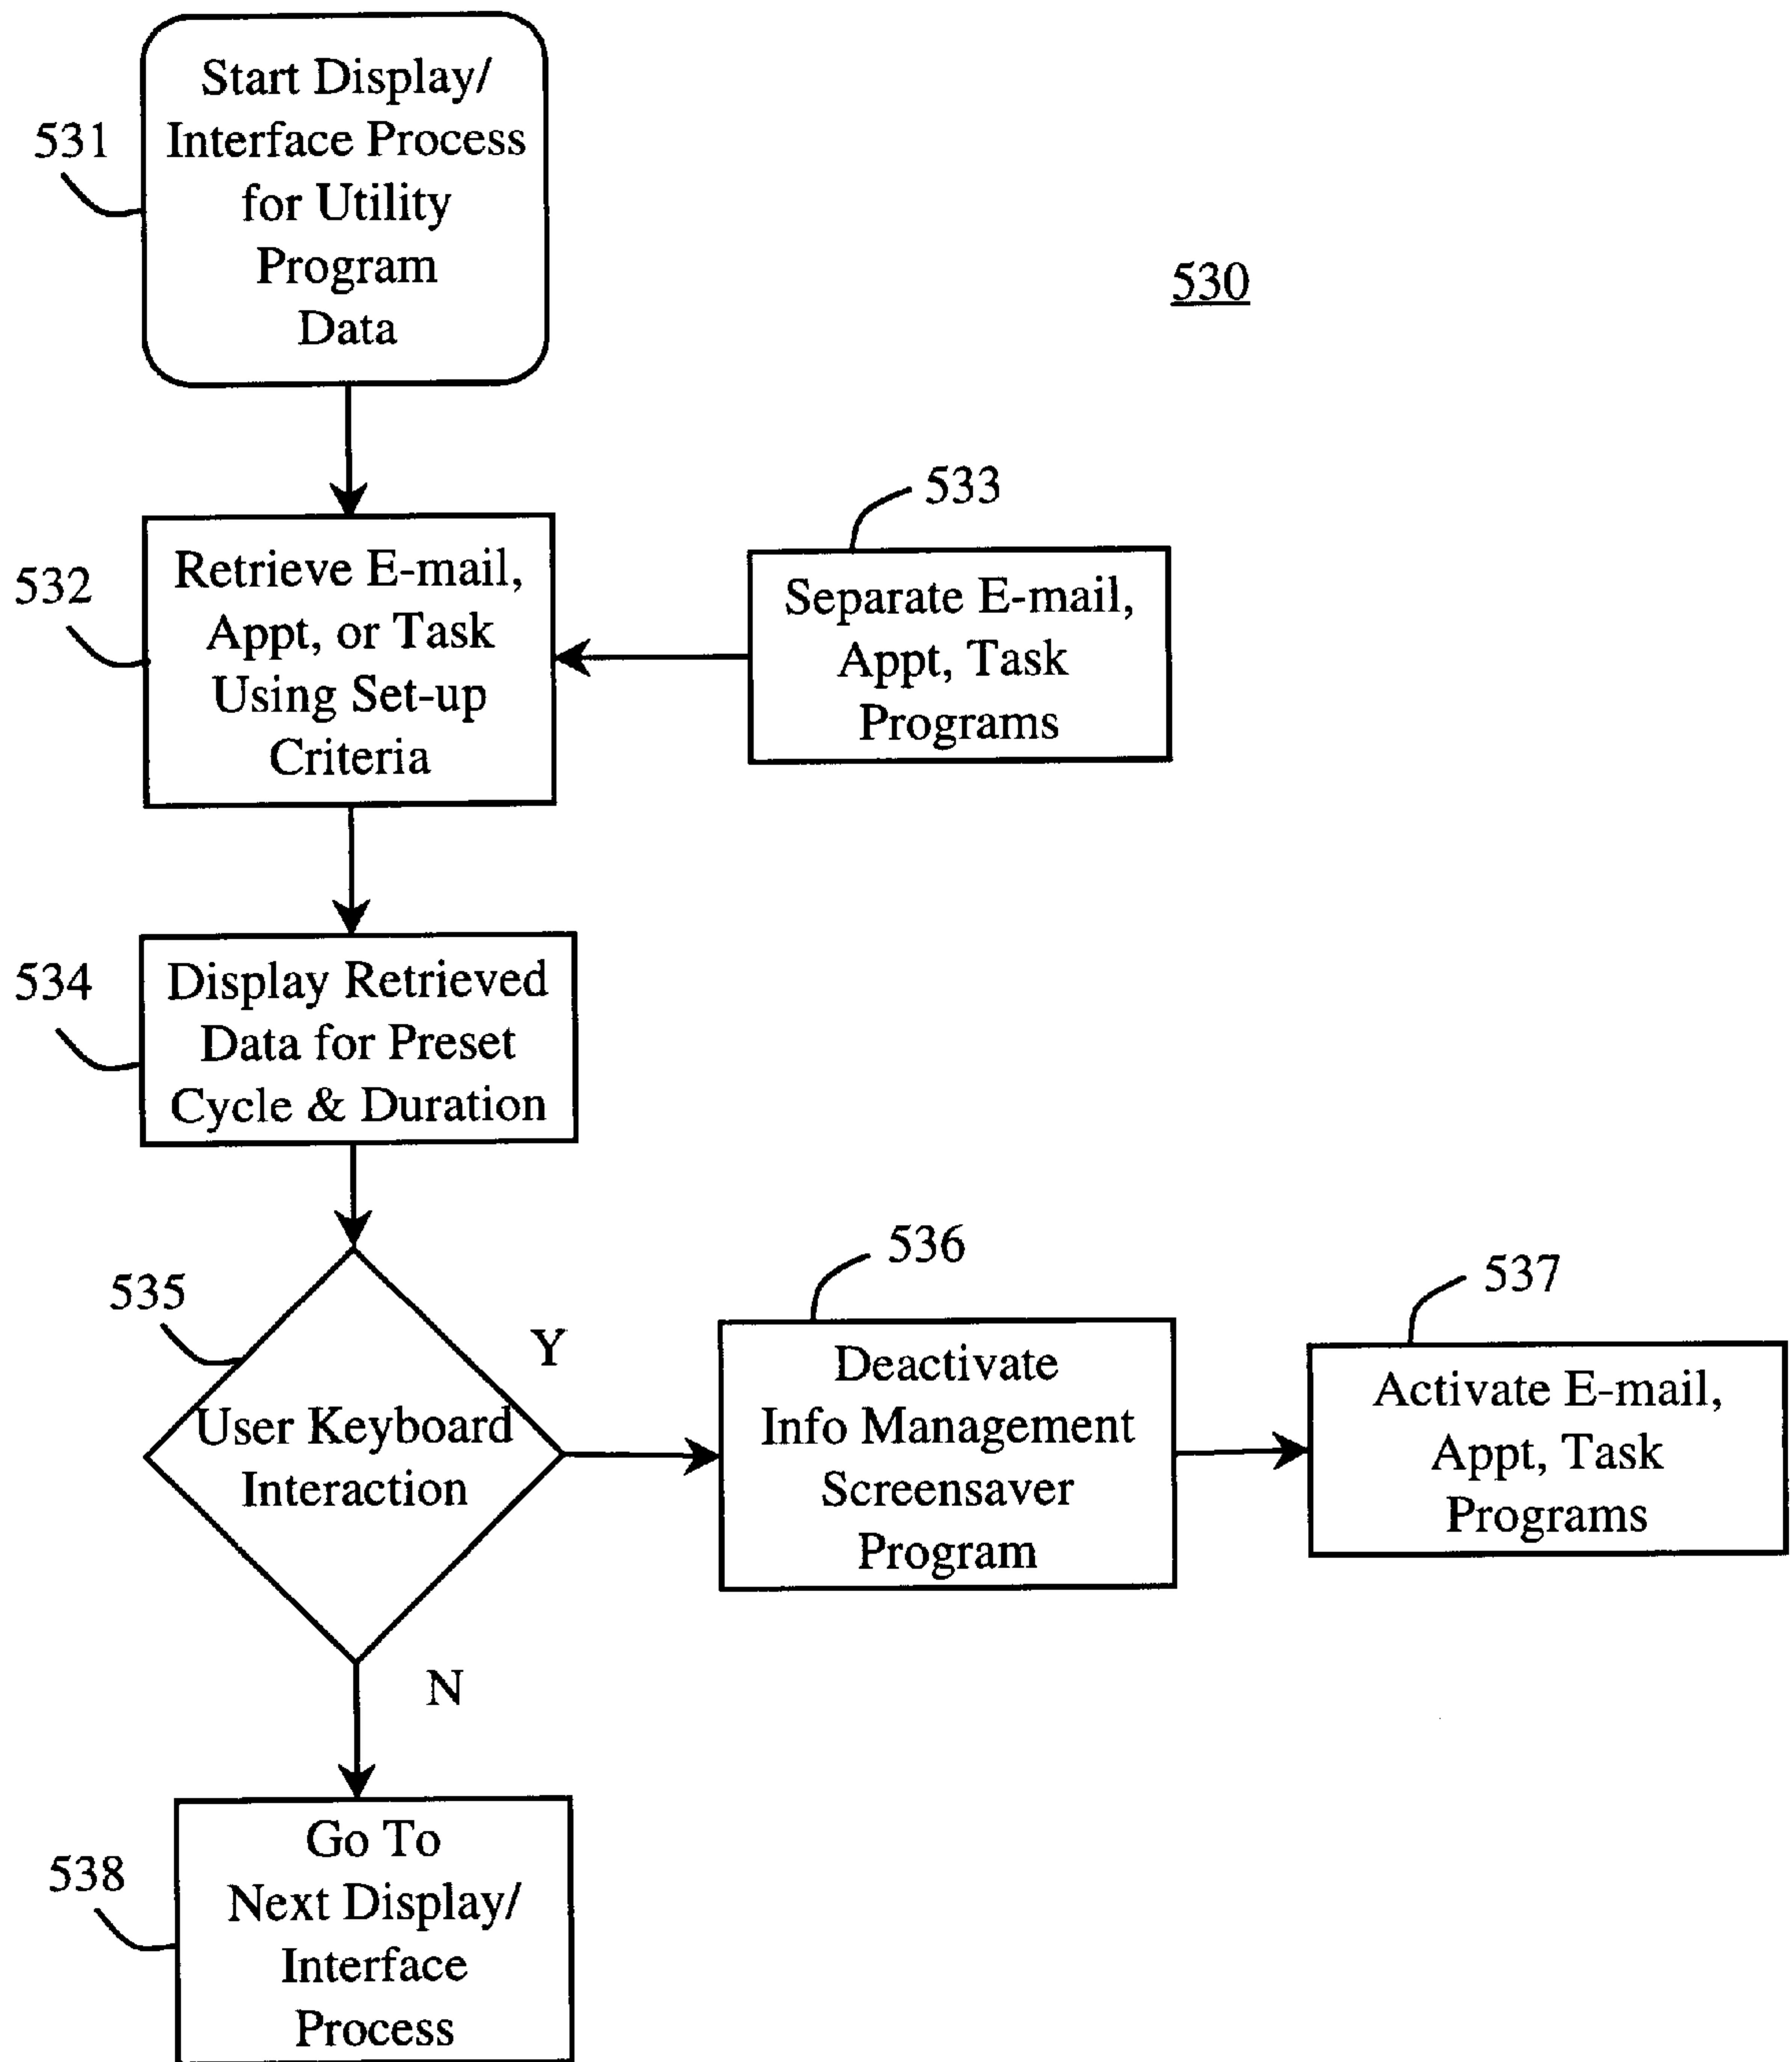 Start Display/
Interface Process
for Utility
Program
Data
531
530
533
532
Retrieve E-mail,
Appt, or Task
Using Set-up
Criteria
Separate E-mail,
Appt, Task
Programs
534
Display Retrieved
Data for Preset
Cycle & Duration
535
User Keyboard
Interaction
Y
N
536
Deactivate
Info Management
Screensaver
Program
537
Activate E-mail,
Appt, Task
Programs
538
Go To
Next Display/
Interface
Process